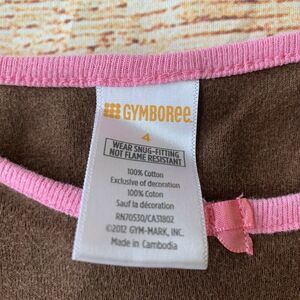 GYMBOREE
4
WEAR SNUG-FITTING
NOT FLAME RESISTANT
100% Cotton
Exclusive of decoration
100% Coton
Sauf la décoration
RN70530/CA31802
©2012 GYM-MARK, INC.
Made in Cambodia